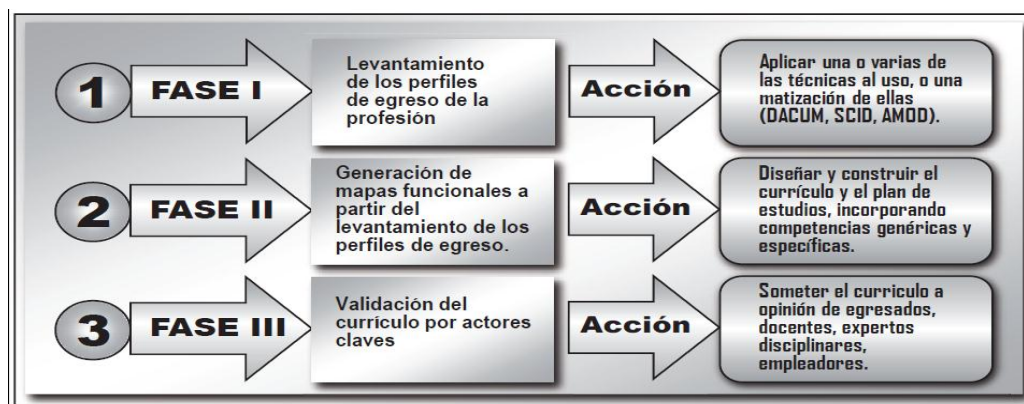 1
FASE I
Levantamiento
de los perfiles
de egreso de la
profesión
Acción
Aplicar una o varias de
las técnicas al uso, o una
matización de ellas
(DACUM, SCID, AMOD).
2
FASE II
Generación de
mapas funcionales a
partir del
levantamiento de los
perfiles de egreso.
Acción
Diseñar y construir el
currículo y el plan de
estudios, incorporando
competencias genéricas y
específicas.
3
FASE III
Validación del
currículo por actores
claves
Acción
Someter el curriculo a
opinión de egresados,
docentes, expertos
disciplinares,
empleadores.